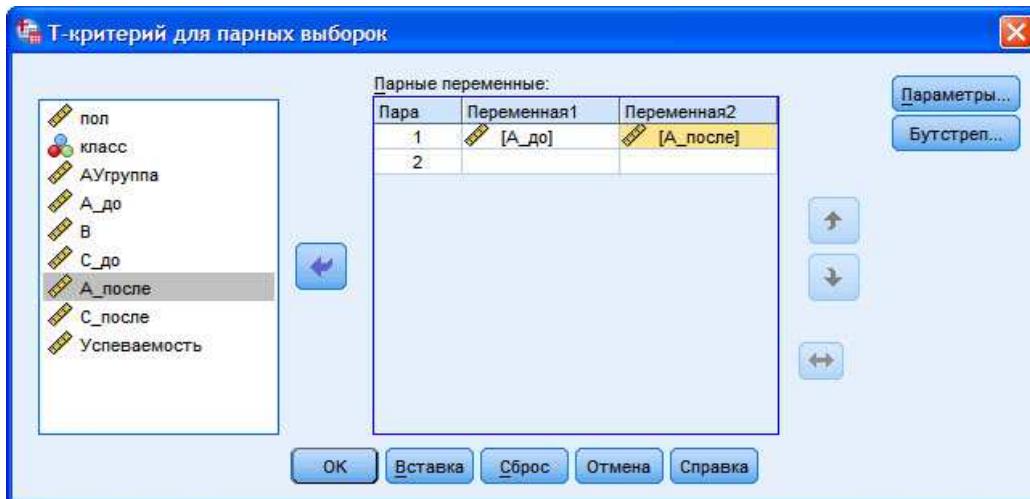 Т-критерий для парных выборок
пол
класс
АУгруппа
А_до
В
С_до
А_после
С_после
Успеваемость
Парные переменные:
Пара Переменная1 Переменная2
1 [А_до] [А_после]
2
Параметры...
Бутстреп...
ОК Вставка Сброс Отмена Справка